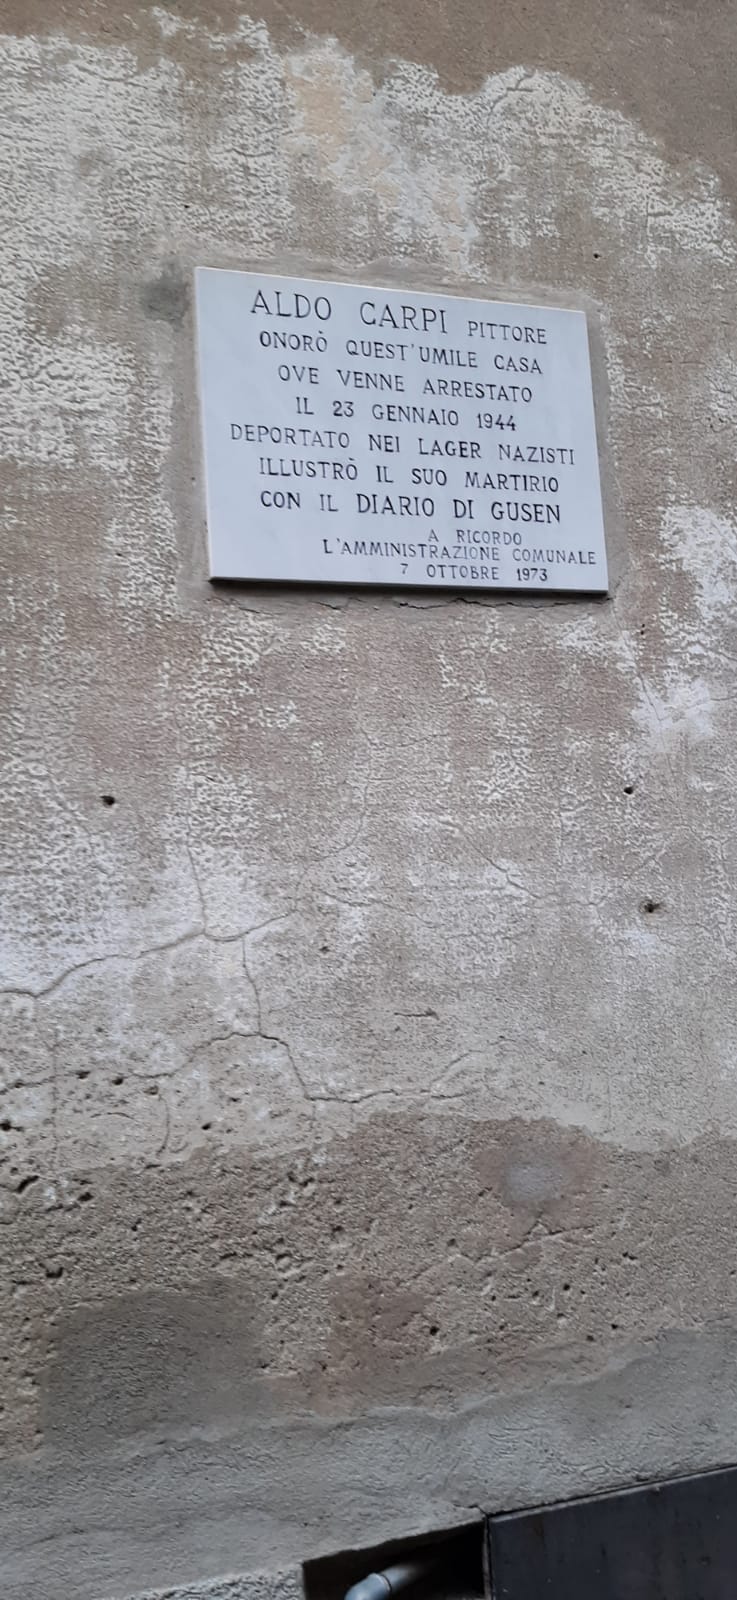 ALDO CARPI PITTORE
ONORÒ QUEST'UMILE CASA
OVE VENNE ARRESTATO
IL 23 GENNAIO 1944
DEPORTATO NEI LAGER NAZISTI
ILLUSTRÒ IL SUO MARTIRIO
CON IL DIARIO DI GUSEN
A RICORDO
L'AMMINISTRAZIONE COMUNALE
7 OTTOBRE 1973